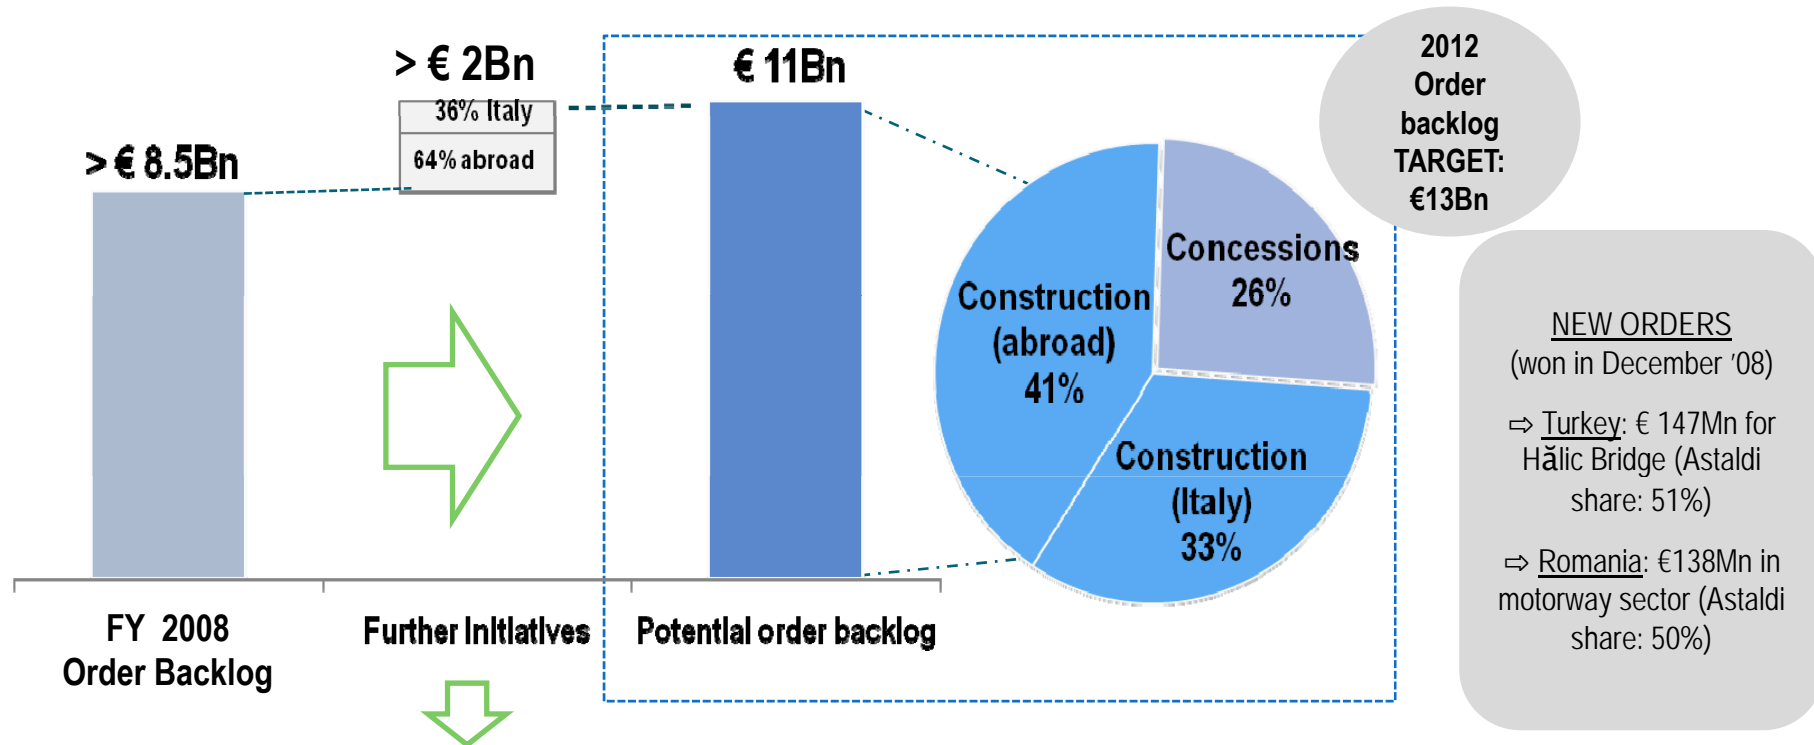 > € 8.5Bn
> € 2Bn
36% Italy
64% abroad
€ 11Bn
FY 2008
Order Backlog
Further Initiatives
Potential order backlog
Concessions
26%
Construction
(abroad)
41%
Construction
(Italy)
33%
2012
Order
backlog
TARGET:
€13Bn
NEW ORDERS
(won in December '08)
⇨ Turkey: € 147Mn for
Hălic Bridge (Astaldi
share: 51%)
⇨ Romania: €138Mn in
motorway sector (Astaldi
share: 50%)